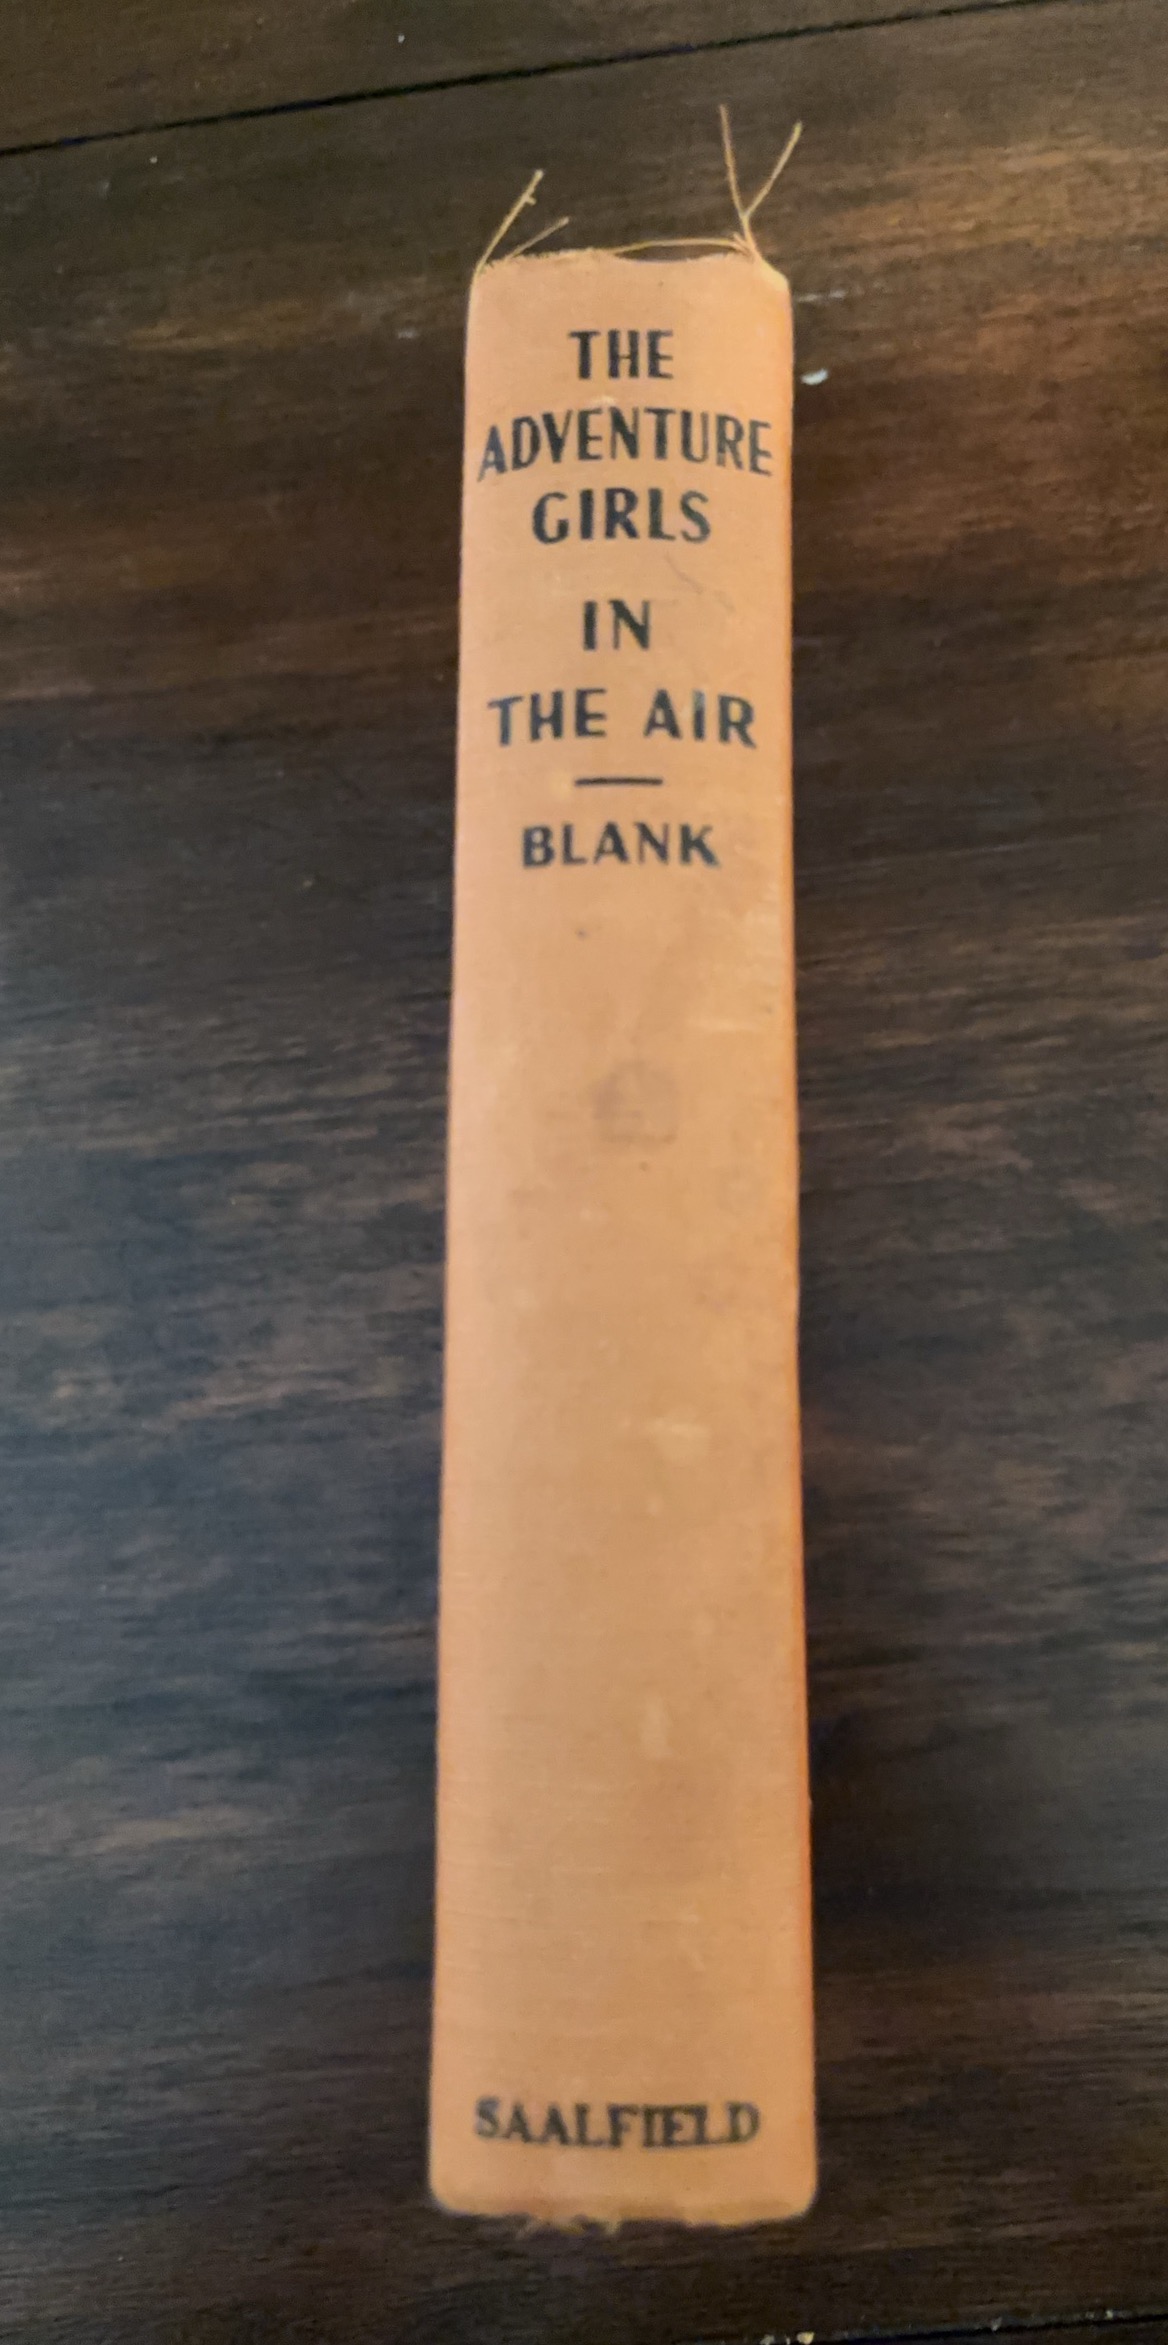 THE
ADVENTURE
GIRLS
IN
THE AIR
BLANK
SAALFIELD